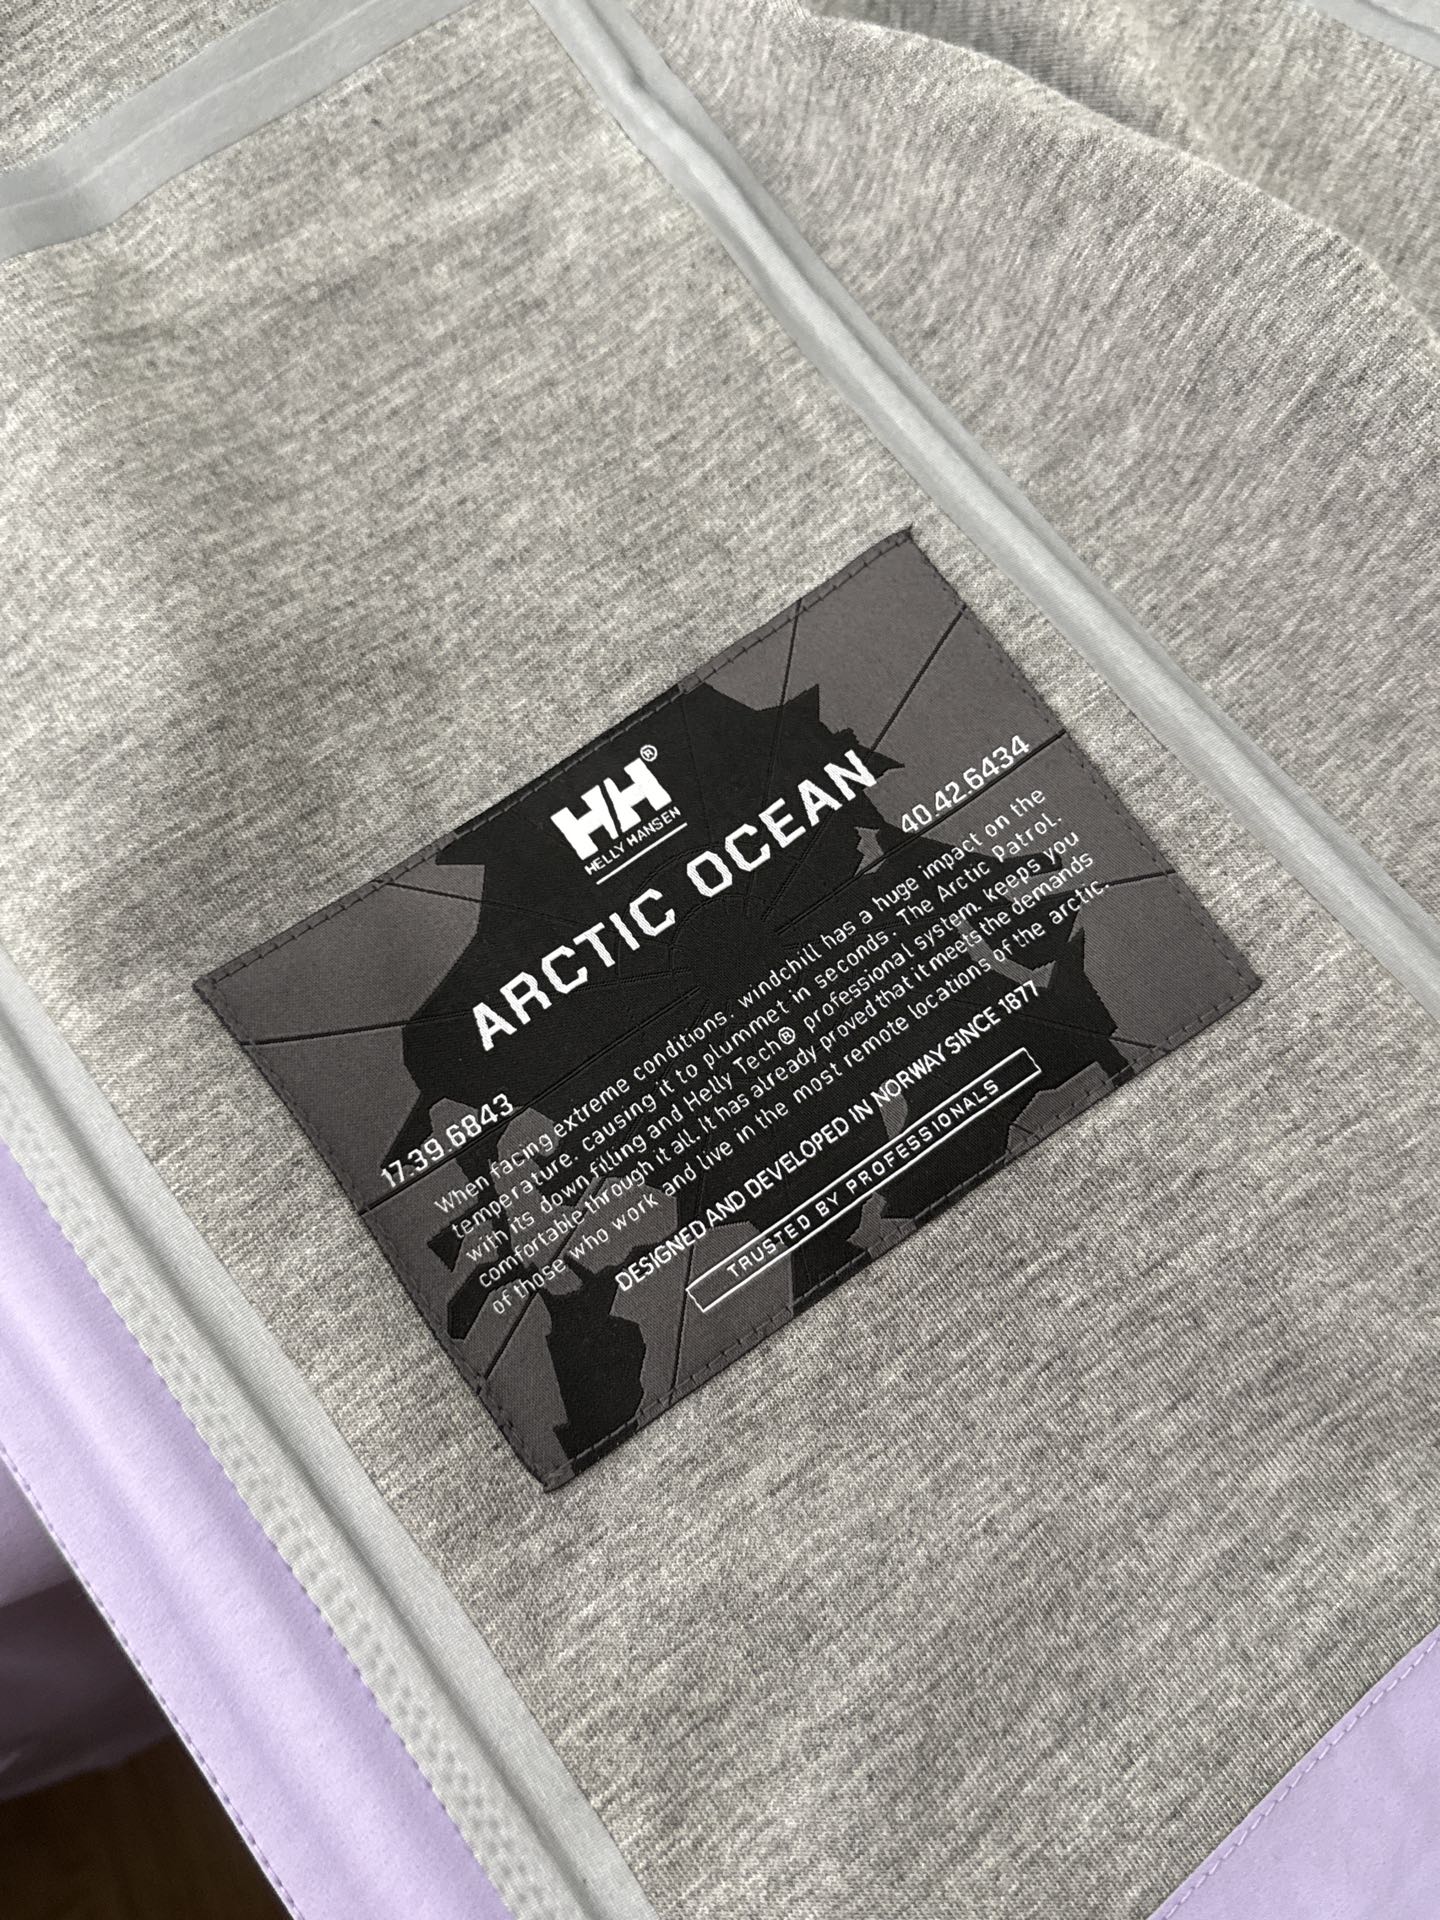 HH®
HELLY HANSEN
ARCTIC OCEAN
17.39.6843
40.42.6434
When facing extreme conditions. windchill has a huge impact on the
temperature. causing it to plummet in seconds. The Arctic Patrol.
with its down filling and Helly Tech® professional system. keeps you
comfortable through it all. It has already proved that it meets the demands
of those who work and live in the most remote locations of the arctic.
DESIGNED AND DEVELOPED IN NORWAY SINCE 1877
TRUSTED BY PROFESSIONALS